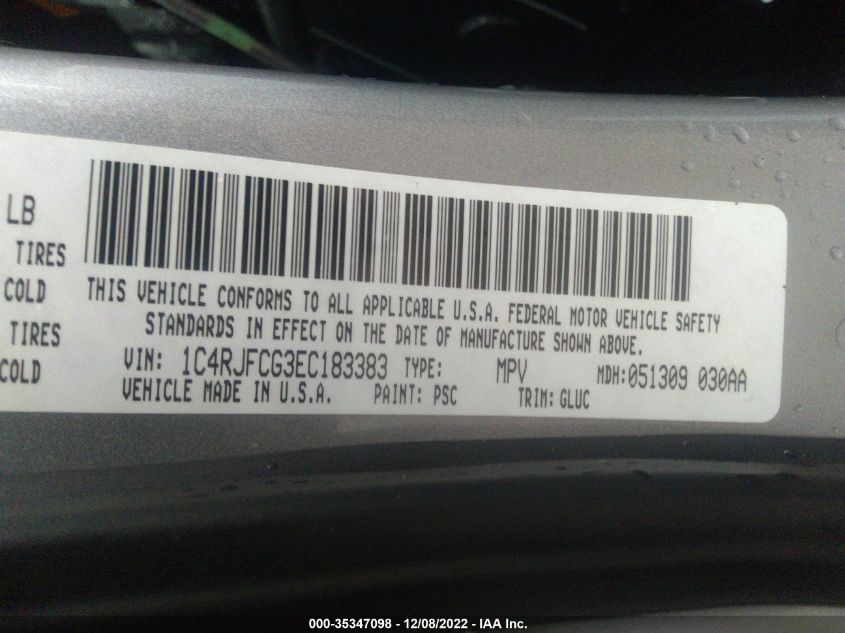 LB
TIRES
COLD
TIRES
COLD
THIS VEHICLE CONFORMS TO ALL APPLICABLE U.S.A. FEDERAL MOTOR VEHICLE SAFETY
STANDARDS IN EFFECT ON THE DATE OF MANUFACTURE SHOWN ABOVE.
VIN: 1C4RJFCG3EC183383 TYPE: MPV MDH:051309 030AA
VEHICLE MADE IN U.S.A. PAINT: PSC TRIM: GLUC
000-35347098 - 12/08/2022 - IAA Inc.